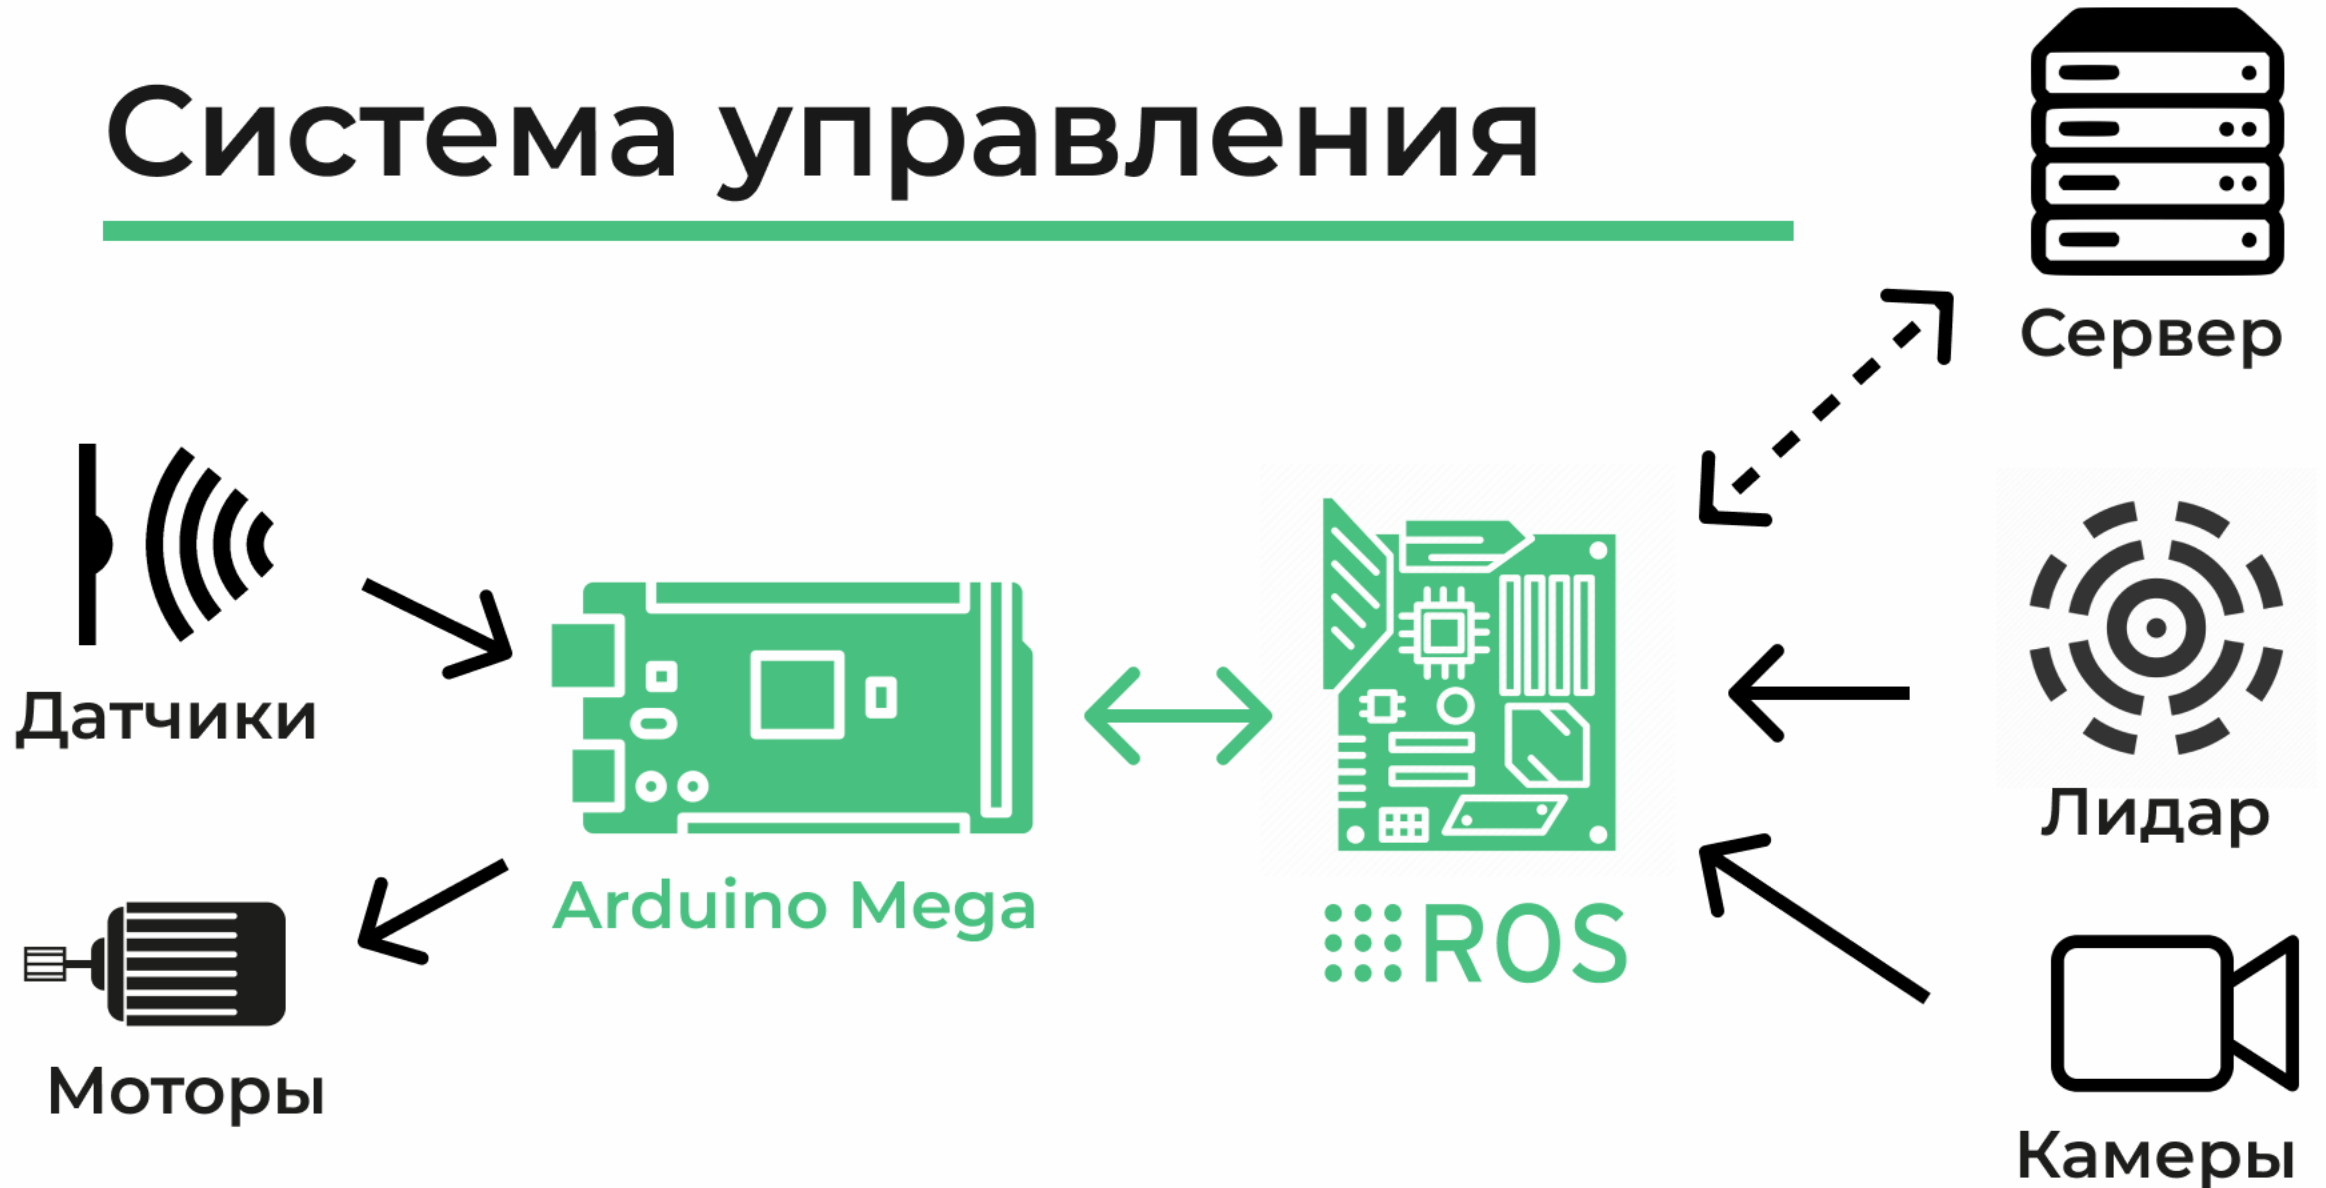 Система управления
Сервер
Датчики
Лидар
Arduino Mega
ROS
Моторы
Камеры